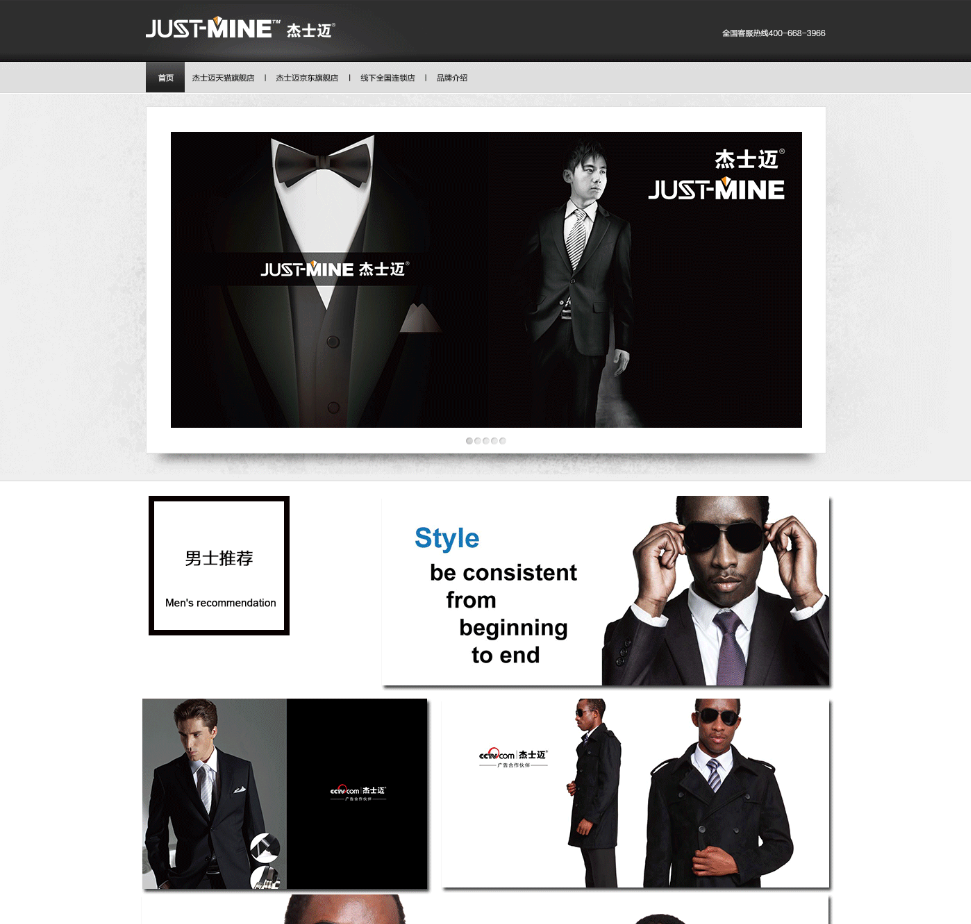 JUST-MINE™ 杰士迈®
全国客服热线400-668-3966
首页 杰士迈天猫旗舰店 | 杰士迈京东旗舰店 | 线下全国连锁店 | 品牌介绍
JUST-MINE 杰士迈®
杰士迈®
JUST-MINE
男士推荐
Men's recommendation
Style
be consistent
from
beginning
to end
cctv.com 杰士迈
广告合作伙伴
cctv.com 杰士迈
广告合作伙伴